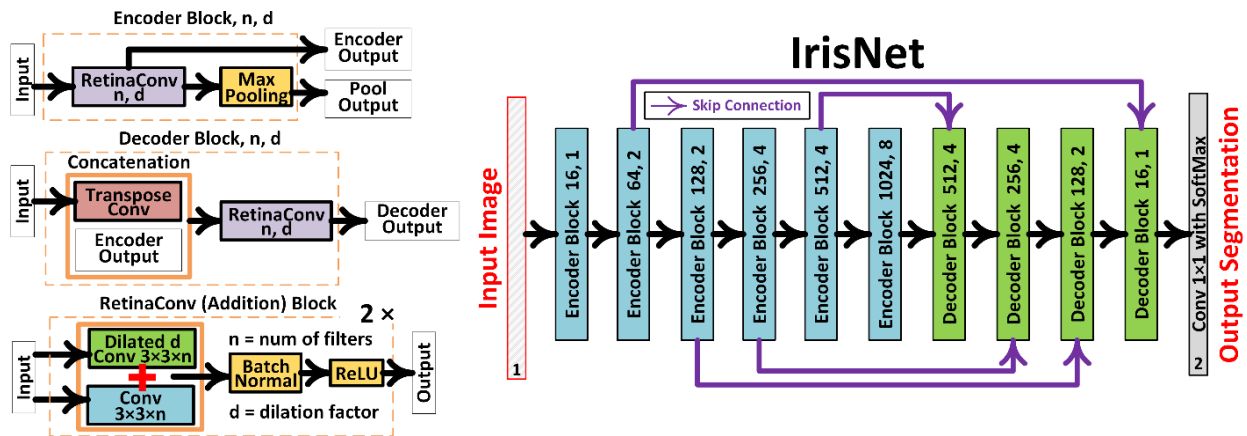 Encoder Block, n, d
Input
RetinaConv
n, d
Max
Pooling
Encoder
Output
Pool
Output
Decoder Block, n, d
Concatenation
Input
Transpose
Conv
Encoder
Output
RetinaConv
n, d
Decoder
Output
RetinaConv (Addition) Block
2 ×
Input
Dilated d
Conv 3×3×n
+
Conv
3×3×n
n = num of filters
Batch
Normal
ReLU
d = dilation factor
Output
IrisNet
Skip Connection
Input Image
1
Encoder Block 16, 1
Encoder Block 64, 2
Encoder Block 128, 2
Encoder Block 256, 4
Encoder Block 512, 4
Encoder Block 1024, 8
Decoder Block 512, 4
Decoder Block 256, 4
Decoder Block 128, 2
Decoder Block 16, 1
2 Conv 1×1 with SoftMax
Output Segmentation